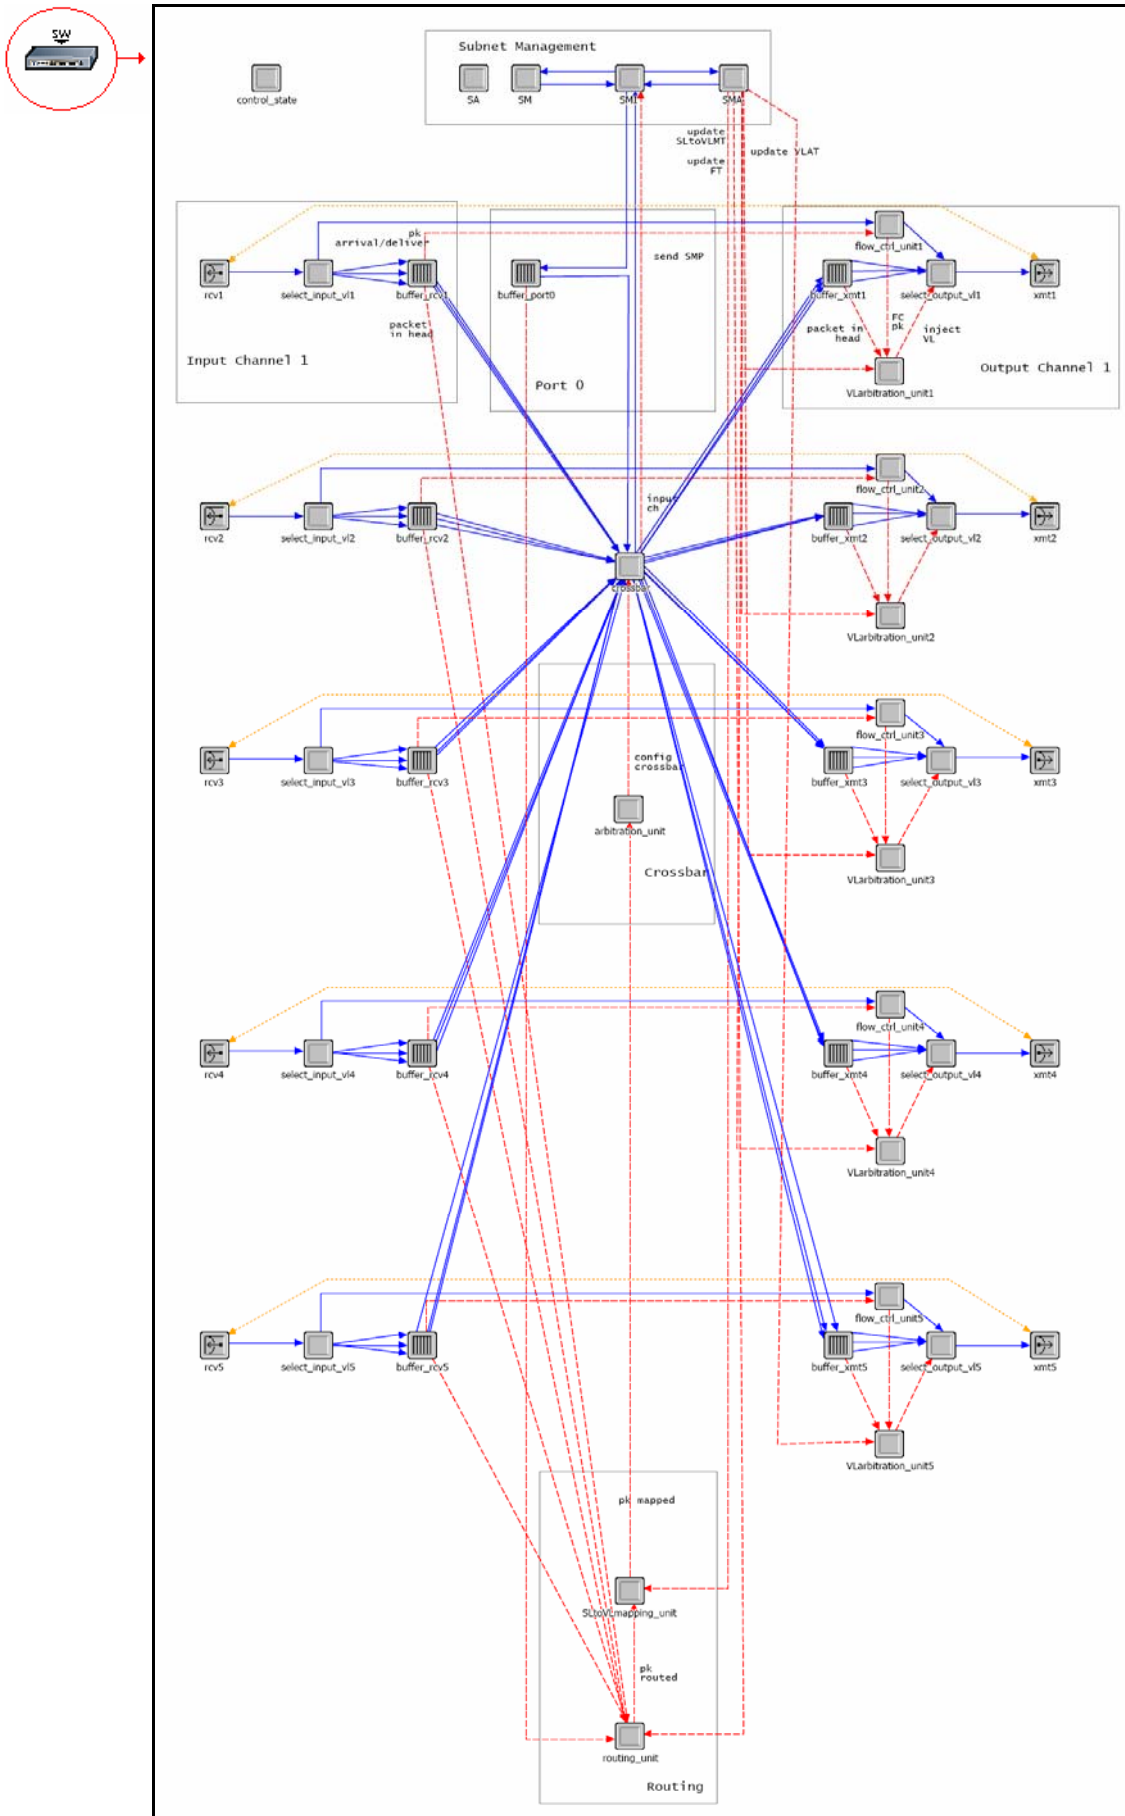 SW
Subnet Management
control_state
SA
SM
SMI
SMA
update
SLtoVLMT
update VLAT
update
FT
pk
arrival/deliver
flow_ctrl_unit1
send SMP
rcv1
select_input_vl1
buffer_rcv1
buffer_port0
buffer_xmt1
select_output_vl1
xmt1
packet
in head
packet in
head
FC
pk
inject
VL
Input Channel 1
Port 0
Output Channel 1
VLarbitration_unit1
flow_ctrl_unit2
input
ch
rcv2
select_input_vl2
buffer_rcv2
buffer_xmt2
select_output_vl2
xmt2
crossbar
VLarbitration_unit2
flow_ctrl_unit3
config
crossbar
rcv3
select_input_vl3
buffer_rcv3
buffer_xmt3
select_output_vl3
xmt3
arbitration_unit
Crossbar
VLarbitration_unit3
flow_ctrl_unit4
rcv4
select_input_vl4
buffer_rcv4
buffer_xmt4
select_output_vl4
xmt4
VLarbitration_unit4
flow_ctrl_unit5
rcv5
select_input_vl5
buffer_rcv5
buffer_xmt5
select_output_vl5
xmt5
VLarbitration_unit5
pk mapped
SLtoVLmapping_unit
pk
routed
routing_unit
Routing